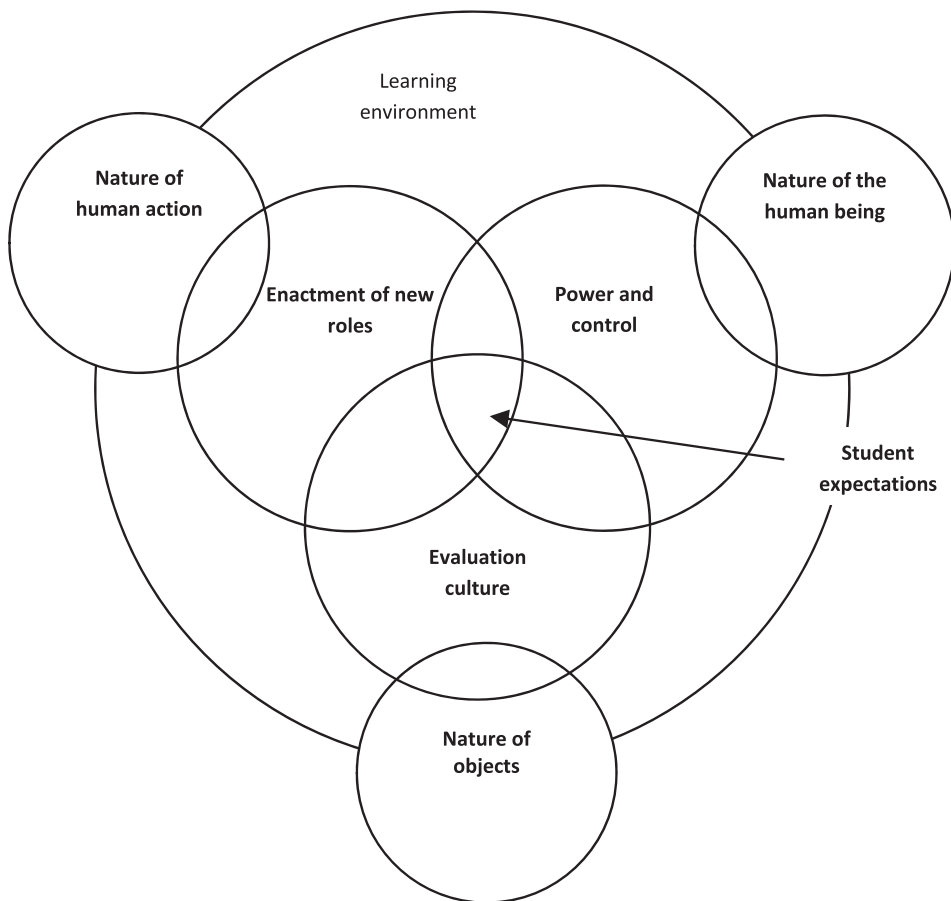 Learning
environment
Nature of
human action
Nature of the
human being
Enactment of new
roles
Power and
control
Student
expectations
Evaluation
culture
Nature of
objects